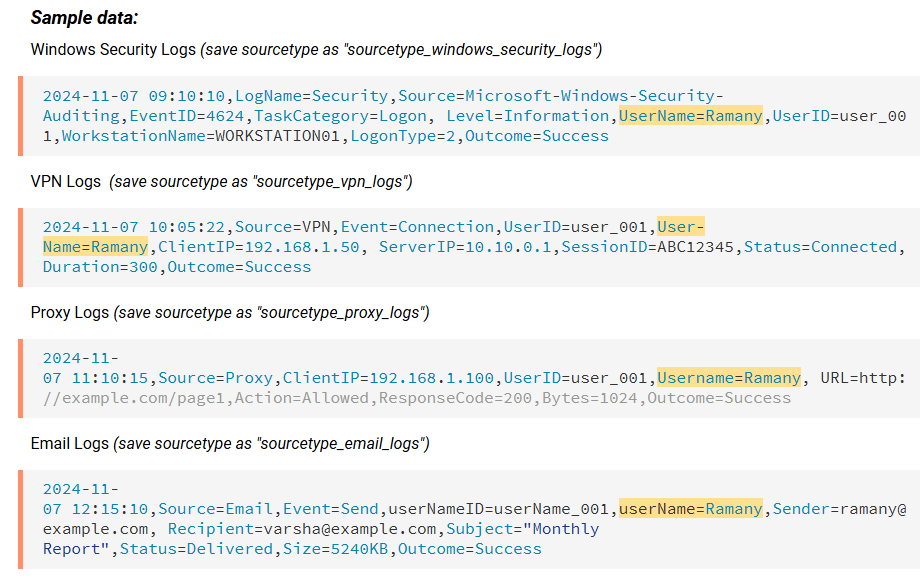 Sample data:
Windows Security Logs (save sourcetype as "sourcetype_windows_security_logs")
2024-11-07 09:10:10,LogName=Security,Source=Microsoft-Windows-Security-
Auditing,EventID=4624,TaskCategory=Logon, Level=Information,UserName=Ramany,UserID=user_00
1,WorkstationName=WORKSTATION01,LogonType=2,Outcome=Success
VPN Logs (save sourcetype as "sourcetype_vpn_logs")
2024-11-07 10:05:22,Source=VPN,Event=Connection,UserID=user_001,User-
Name=Ramany,ClientIP=192.168.1.50, ServerIP=10.10.0.1,SessionID=ABC12345,Status=Connected,
Duration=300,Outcome=Success
Proxy Logs (save sourcetype as "sourcetype_proxy_logs")
2024-11-
07 11:10:15,Source=Proxy,ClientIP=192.168.1.100,UserID=user_001,Username=Ramany, URL=http:
//example.com/page1,Action=Allowed,ResponseCode=200,Bytes=1024,Outcome=Success
Email Logs (save sourcetype as "sourcetype_email_logs")
2024-11-
07 12:15:10,Source=Email,Event=Send,userNameID=userName_001,userName=Ramany,Sender=ramany@
example.com, Recipient=varsha@example.com,Subject="Monthly
Report",Status=Delivered,Size=5240KB,Outcome=Success